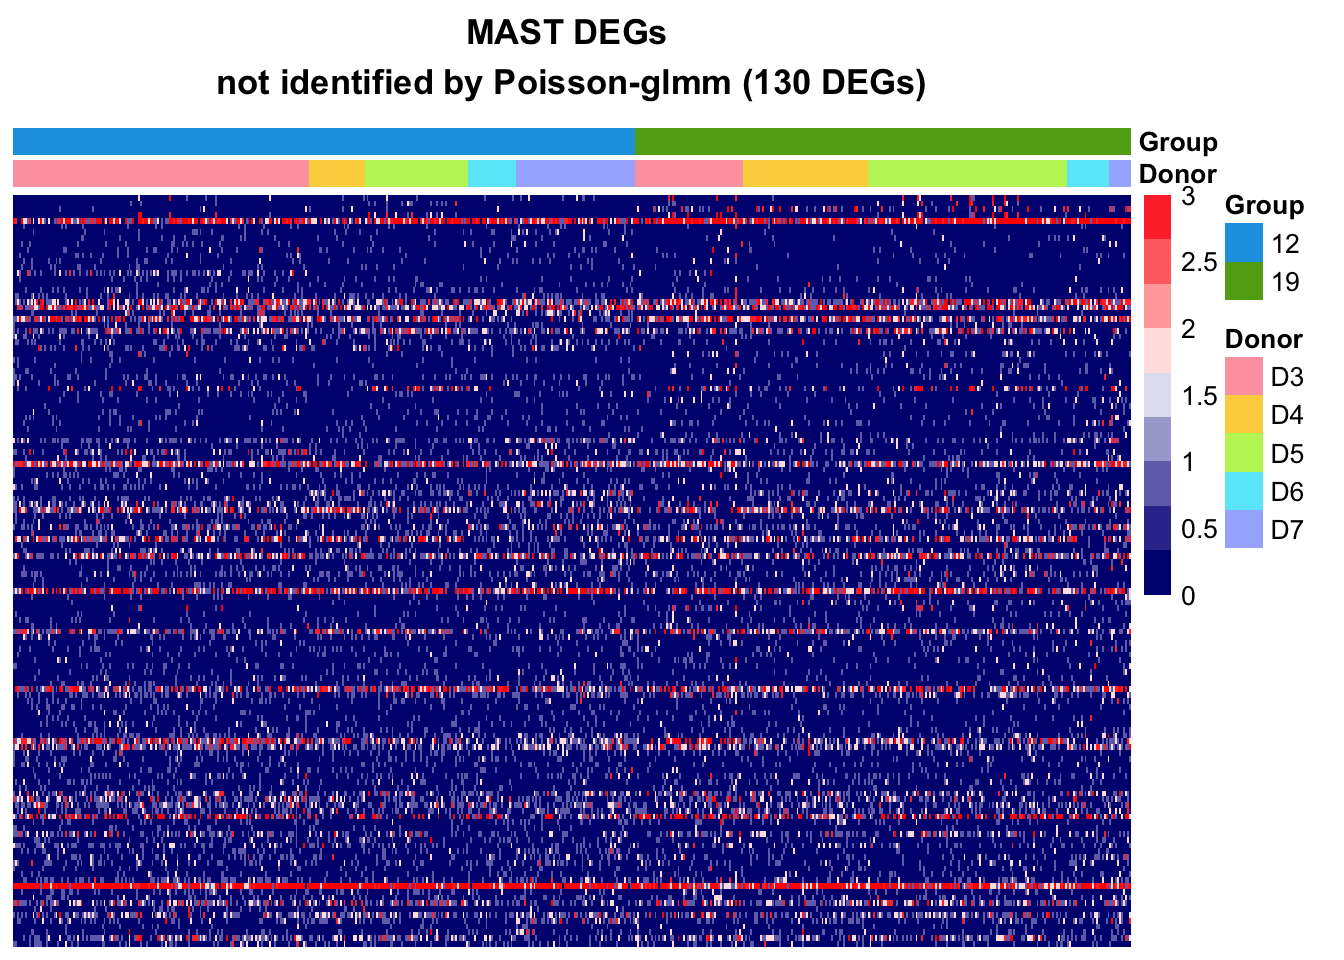 MAST DEGs
not identified by Poisson-glmm (130 DEGs)
Group
Donor
3
2.5
2
1.5
1
0.5
0
Group
12
19
Donor
D3
D4
D5
D6
D7